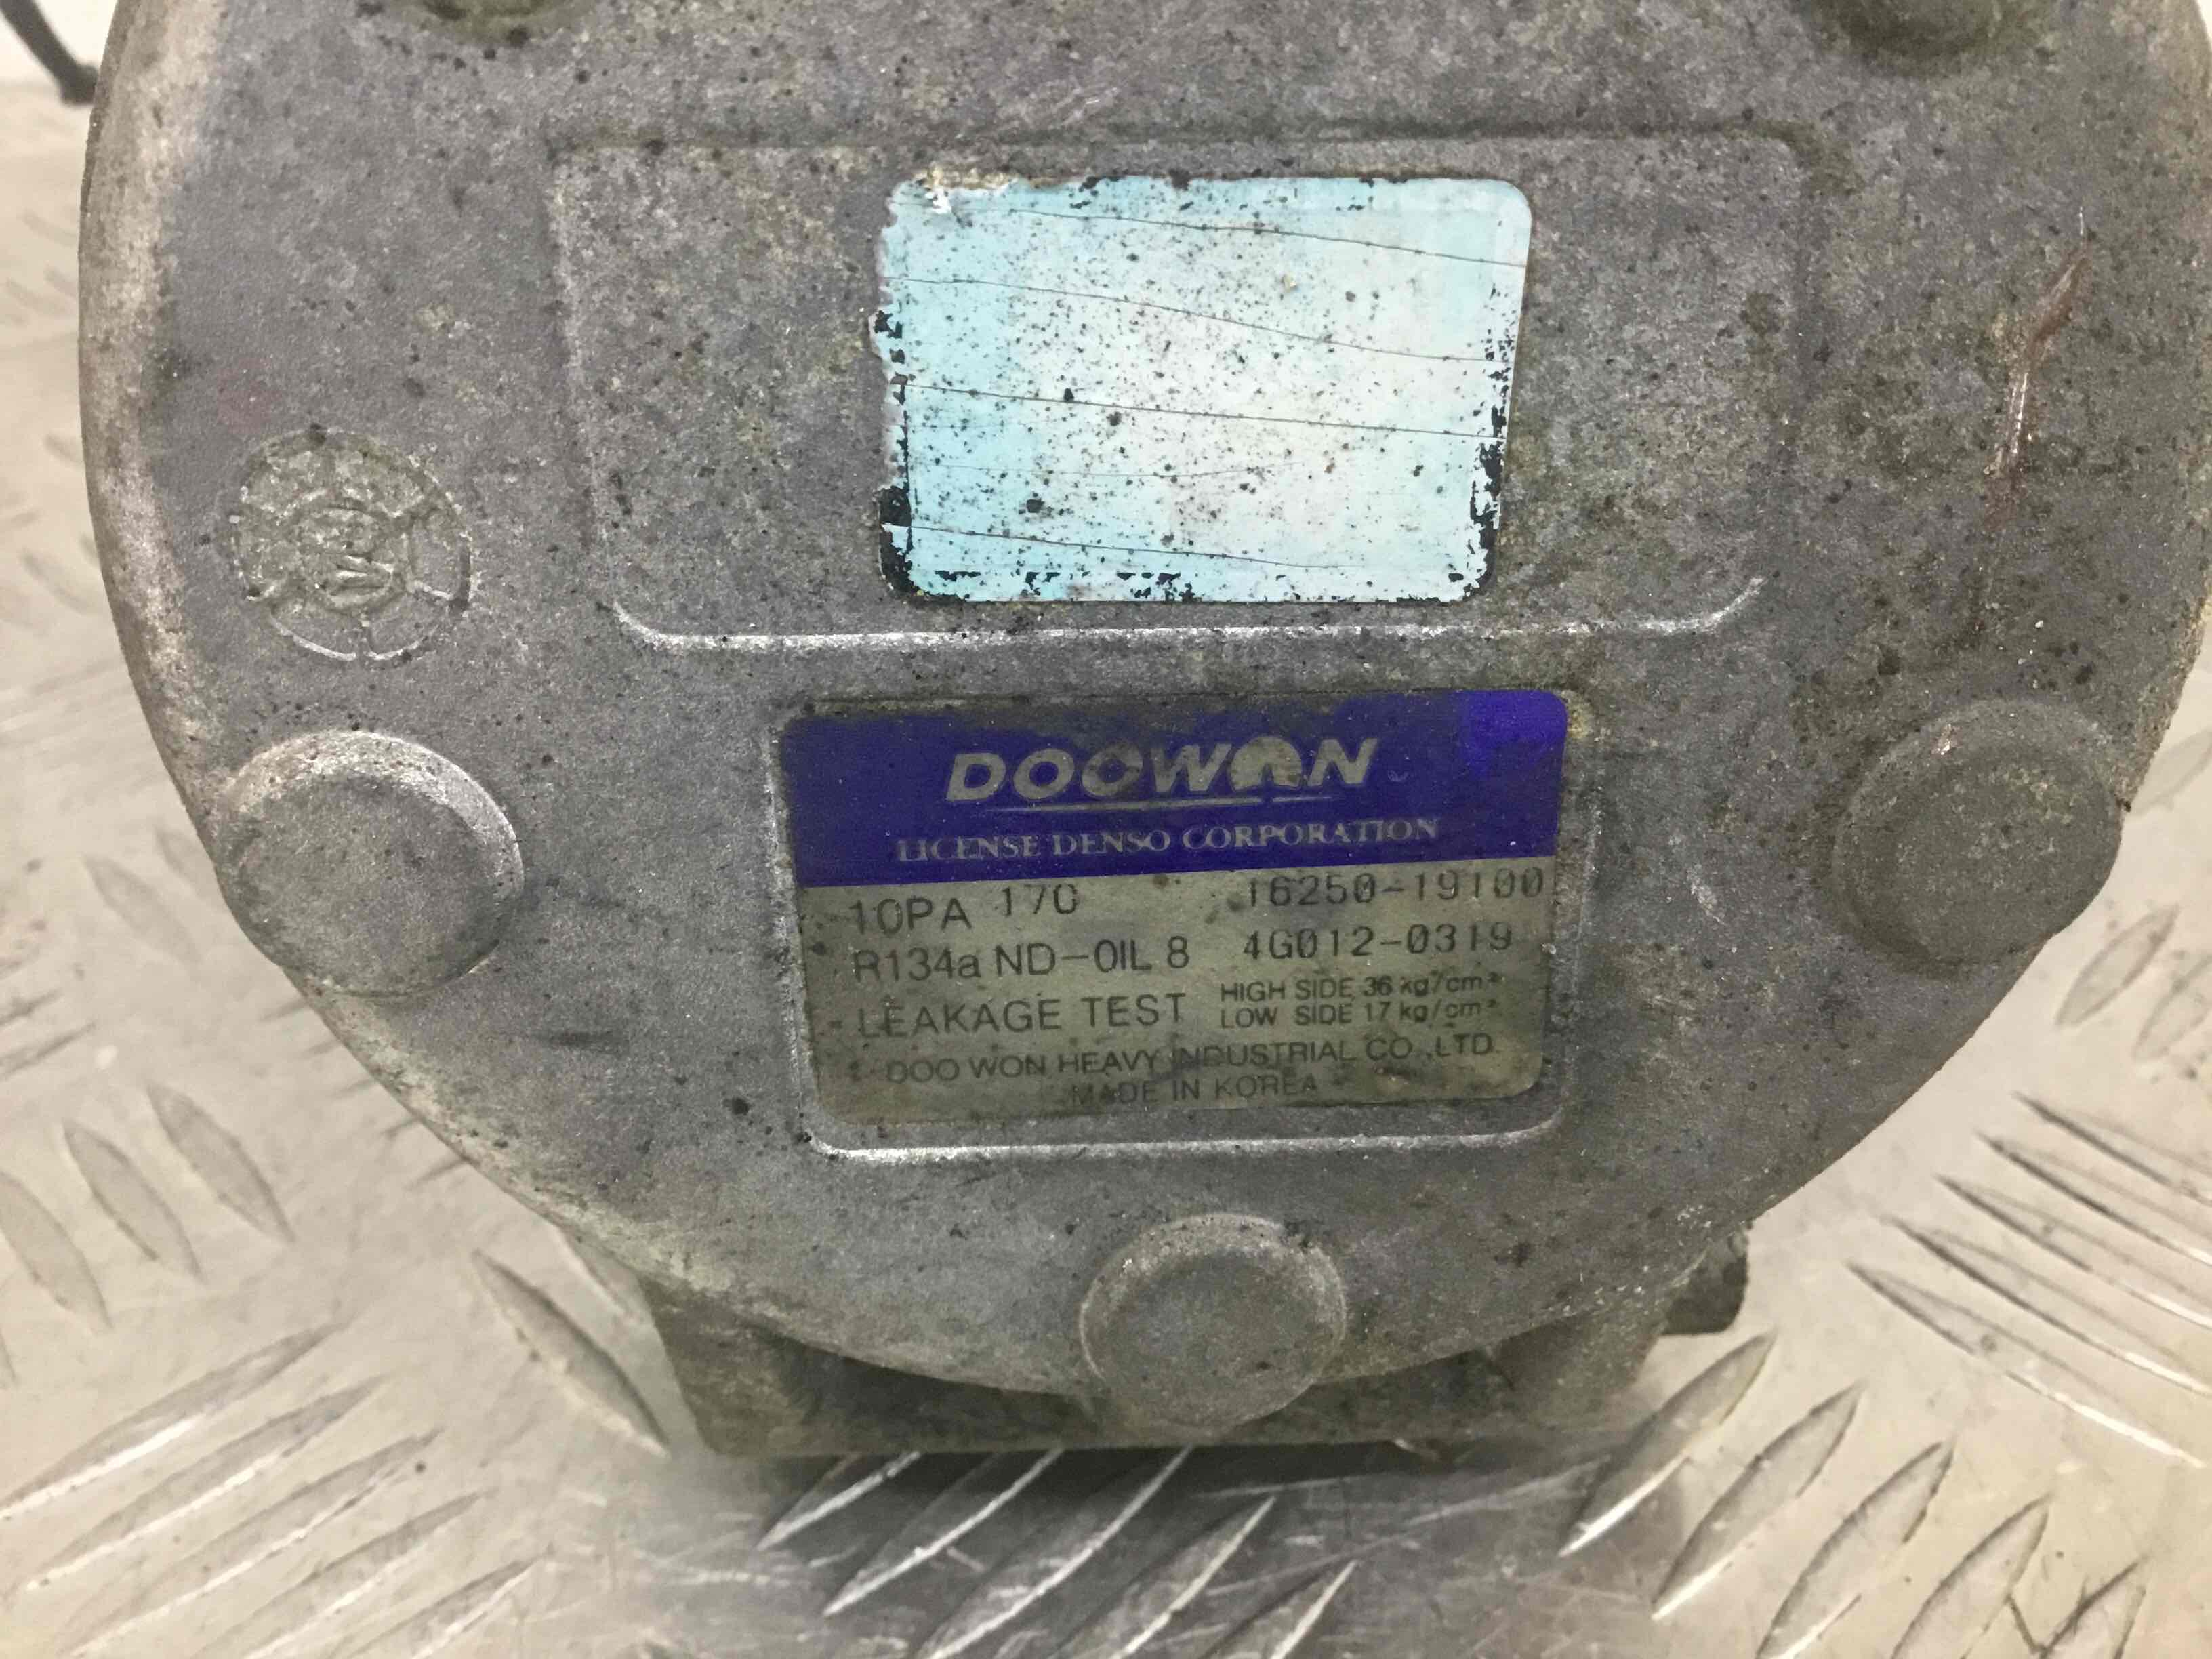 DOOWON
LICENSE DENSO CORPORATION
10PA 17C 16250-19100
R134a ND-OIL 8 4G012-0319
LEAKAGE TEST HIGH SIDE 36 kg/cm²
LOW SIDE 17 kg/cm²
DOO WON HEAVY INDUSTRIAL CO.,LTD.
MADE IN KOREA